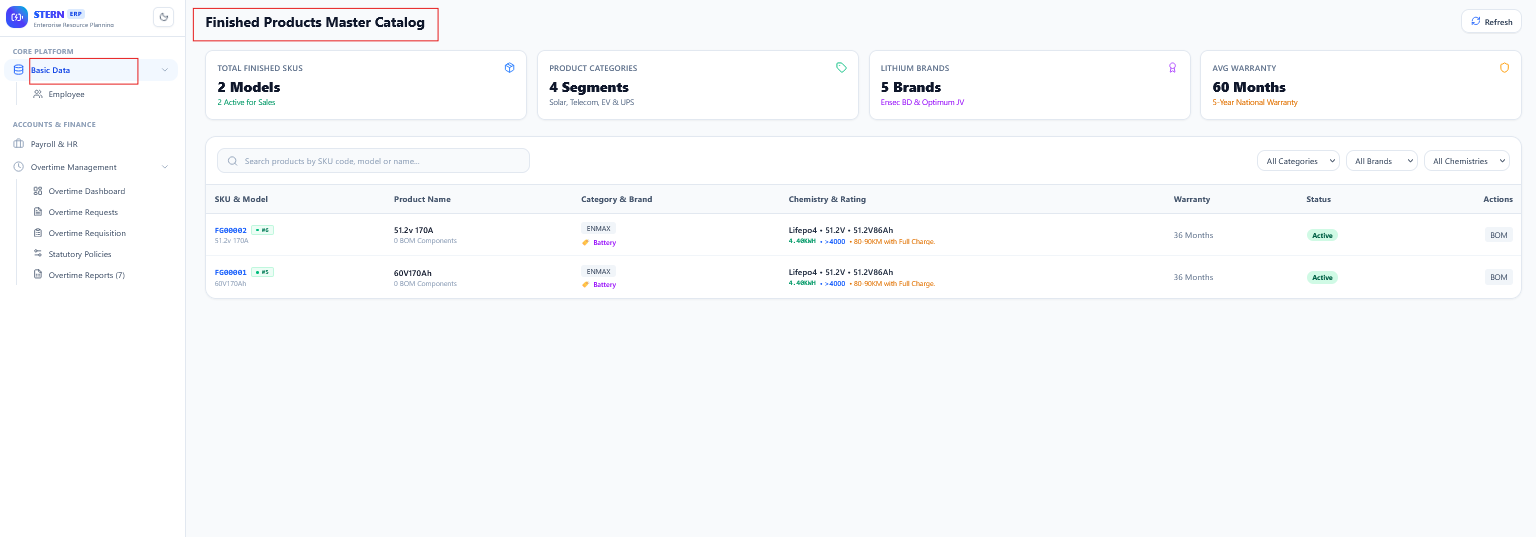 STERN ERP
Enterprise Resource Planning
CORE PLATFORM
Basic Data
Employee
ACCOUNTS & FINANCE
Payroll & HR
Overtime Management
Overtime Dashboard
Overtime Requests
Overtime Requisition
Statutory Policies
Overtime Reports (7)
Finished Products Master Catalog
Refresh
TOTAL FINISHED SKUS
2 Models
2 Active for Sales
PRODUCT CATEGORIES
4 Segments
Solar, Telecom, EV & UPS
LITHIUM BRANDS
5 Brands
Ensec BD & Optimum JV
AVG WARRANTY
60 Months
5-Year National Warranty
Search products by SKU code, model or name...
All Categories
All Brands
All Chemistries
SKU & Model Product Name Category & Brand Chemistry & Rating Warranty Status Actions
FG00002 • #6 51.2v 170A ENMAX Lifepo4 • 51.2V • 51.2V86Ah 36 Months Active BOM
51.2v 170A 0 BOM Components Battery 4.40KWH • >4000 • 80-90KM with Full Charge.
FG00001 • #5 60V170Ah ENMAX Lifepo4 • 51.2V • 51.2V86Ah 36 Months Active BOM
60V170Ah 0 BOM Components Battery 4.40KWH • >4000 • 80-90KM with Full Charge.